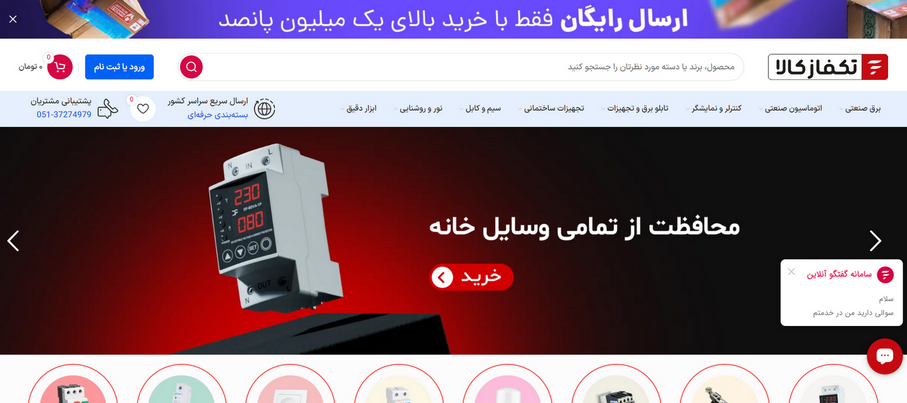 ارسال رایگان فقط با خرید بالای یک میلیون پانصد
تکفاز کالا
محصول، برند یا دسته مورد نظرتان را جستجو کنید
ورود یا ثبت نام
0
۰ تومان
برق صنعتی
اتوماسیون صنعتی
کنترلر و نمایشگر
تابلو برق و تجهیزات
تجهیزات ساختمانی
سیم و کابل
نور و روشنایی
ابزار دقیق
ارسال سریع سراسر کشور
بسته‌بندی حرفه‌ای
0
پشتیبانی مشتریان
051-37274979
محافظت از تمامی وسایل خانه
خرید
N L
230
080
SET
OUT
N
سامانه گفتگو آنلاین
سلام
سوالی دارید من در خدمتم